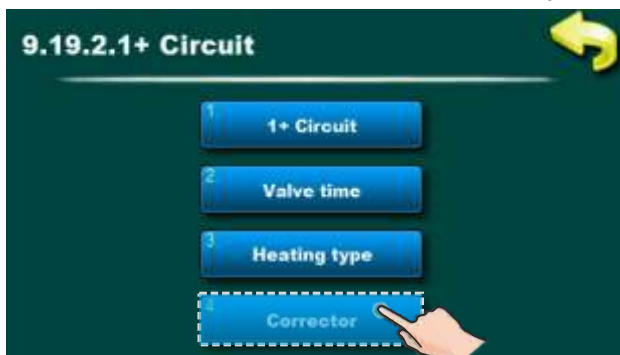 9.19.2.1+ Circuit
1
1+ Circuit
2
Valve time
3
Heating type
4
Corrector